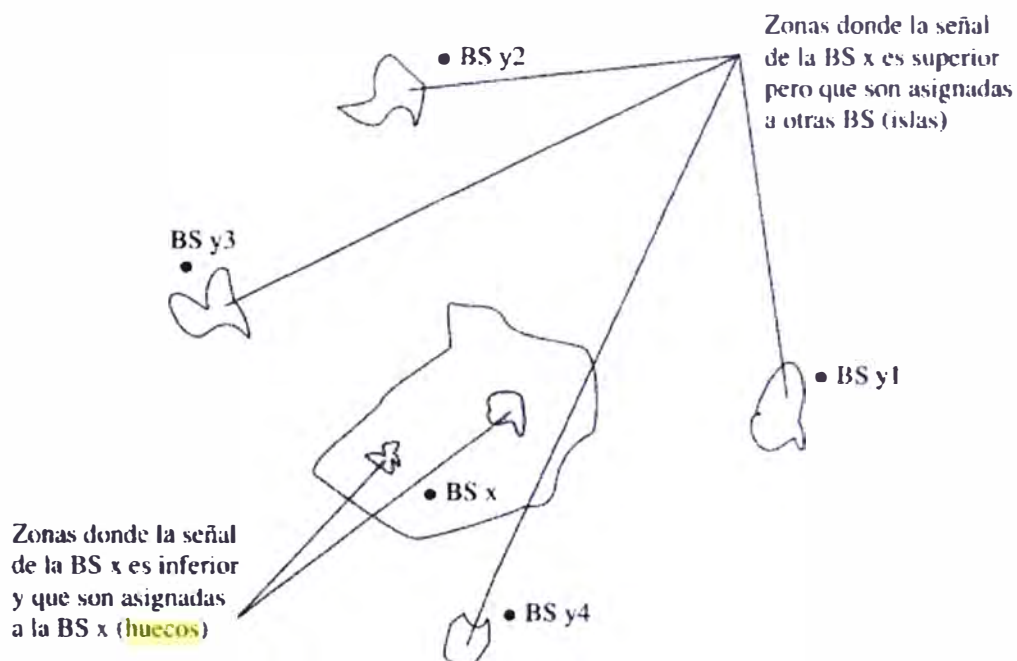 Zonas donde la señal
de la BS x es superior
pero que son asignadas
a otras BS (islas)
BS y2
BS y3
BS y1
BS x
Zonas donde la señal
de la BS x es inferior
y que son asignadas
a la BS x (huecos)
BS y4